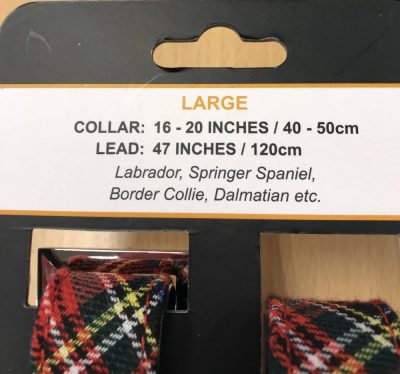 LARGE
COLLAR: 16 - 20 INCHES / 40 - 50cm
LEAD: 47 INCHES / 120cm
Labrador, Springer Spaniel,
Border Collie, Dalmatian etc.